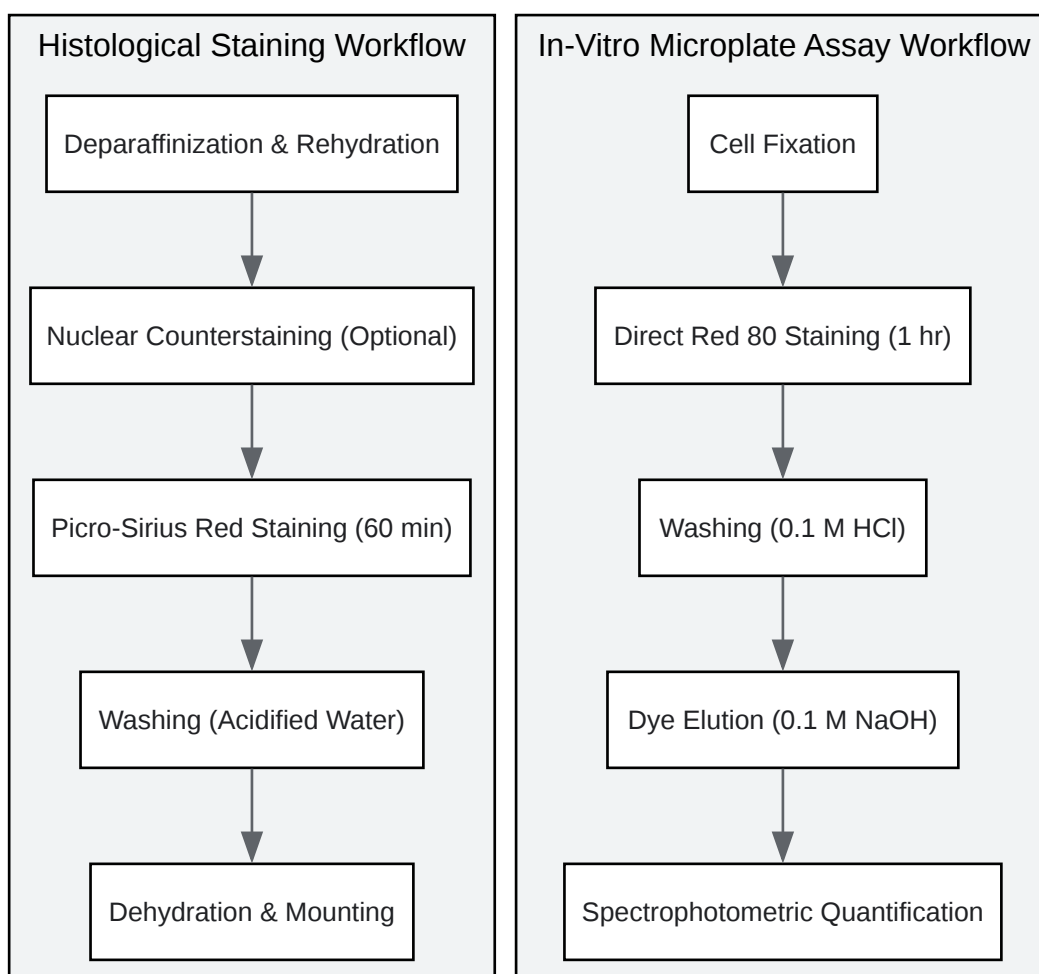 Histological Staining Workflow
Deparaffinization & Rehydration
Nuclear Counterstaining (Optional)
Picro-Sirius Red Staining (60 min)
Washing (Acidified Water)
Dehydration & Mounting
In-Vitro Microplate Assay Workflow
Cell Fixation
Direct Red 80 Staining (1 hr)
Washing (0.1 M HCl)
Dye Elution (0.1 M NaOH)
Spectrophotometric Quantification